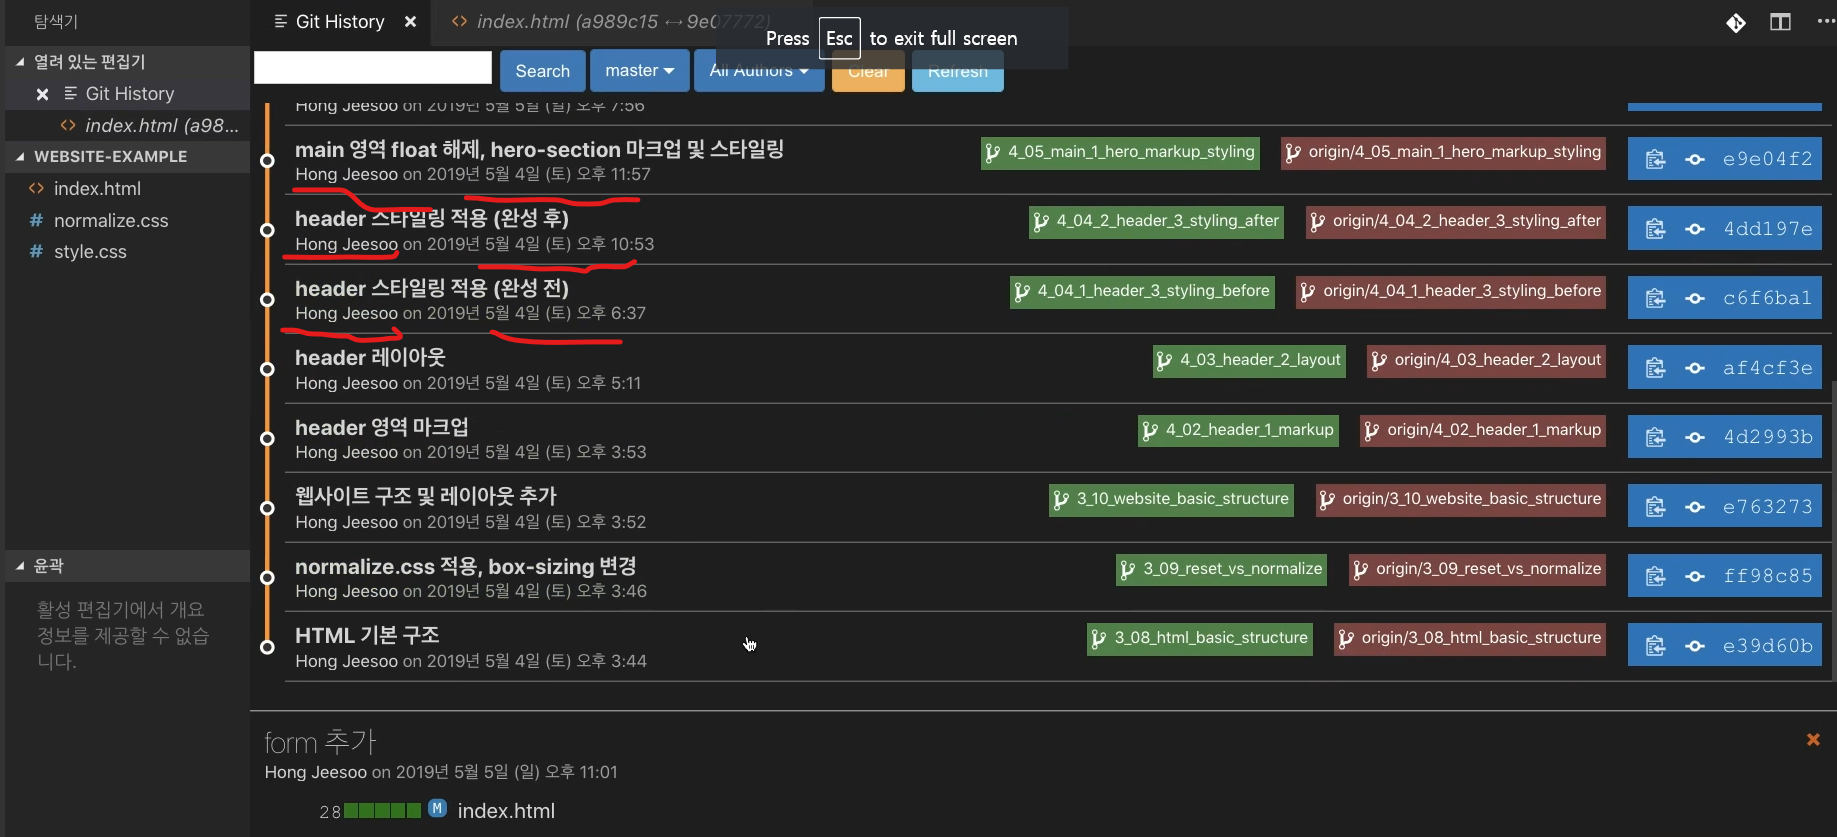 탐색기
Git History
index.html (a989c15 ↔ 9e07772)
Press Esc to exit full screen
열려 있는 편집기
Search
master
All Authors
Clear
Refresh
Git History
index.html (a98...
Hong Jeesoo on 2019년 5월 5일 (일) 오후 7:56
WEBSITE-EXAMPLE
index.html
normalize.css
style.css
main 영역 float 해제, hero-section 마크업 및 스타일링
Hong Jeesoo on 2019년 5월 4일 (토) 오후 11:57
4_05_main_1_hero_markup_styling
origin/4_05_main_1_hero_markup_styling
e9e04f2
header 스타일링 적용 (완성 후)
Hong Jeesoo on 2019년 5월 4일 (토) 오후 10:53
4_04_2_header_3_styling_after
origin/4_04_2_header_3_styling_after
4dd197e
header 스타일링 적용 (완성 전)
Hong Jeesoo on 2019년 5월 4일 (토) 오후 6:37
4_04_1_header_3_styling_before
origin/4_04_1_header_3_styling_before
c6f6ba1
header 레이아웃
Hong Jeesoo on 2019년 5월 4일 (토) 오후 5:11
4_03_header_2_layout
origin/4_03_header_2_layout
af4cf3e
header 영역 마크업
Hong Jeesoo on 2019년 5월 4일 (토) 오후 3:53
4_02_header_1_markup
origin/4_02_header_1_markup
4d2993b
웹사이트 구조 및 레이아웃 추가
Hong Jeesoo on 2019년 5월 4일 (토) 오후 3:52
3_10_website_basic_structure
origin/3_10_website_basic_structure
e763273
normalize.css 적용, box-sizing 변경
Hong Jeesoo on 2019년 5월 4일 (토) 오후 3:46
3_09_reset_vs_normalize
origin/3_09_reset_vs_normalize
ff98c85
HTML 기본 구조
Hong Jeesoo on 2019년 5월 4일 (토) 오후 3:44
3_08_html_basic_structure
origin/3_08_html_basic_structure
e39d60b
윤곽
활성 편집기에서 개요
정보를 제공할 수 없습
니다.
form 추가
Hong Jeesoo on 2019년 5월 5일 (일) 오후 11:01
28 M index.html